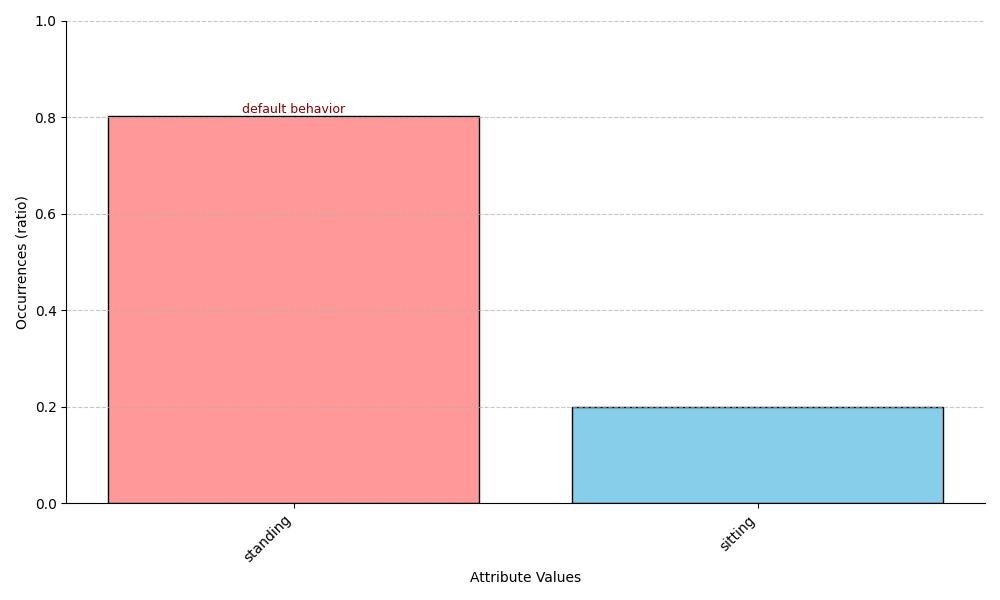 1.0
default behavior
0.8
0.6
0.4
0.2
0.0
Occurrences (ratio)
standing
sitting
Attribute Values